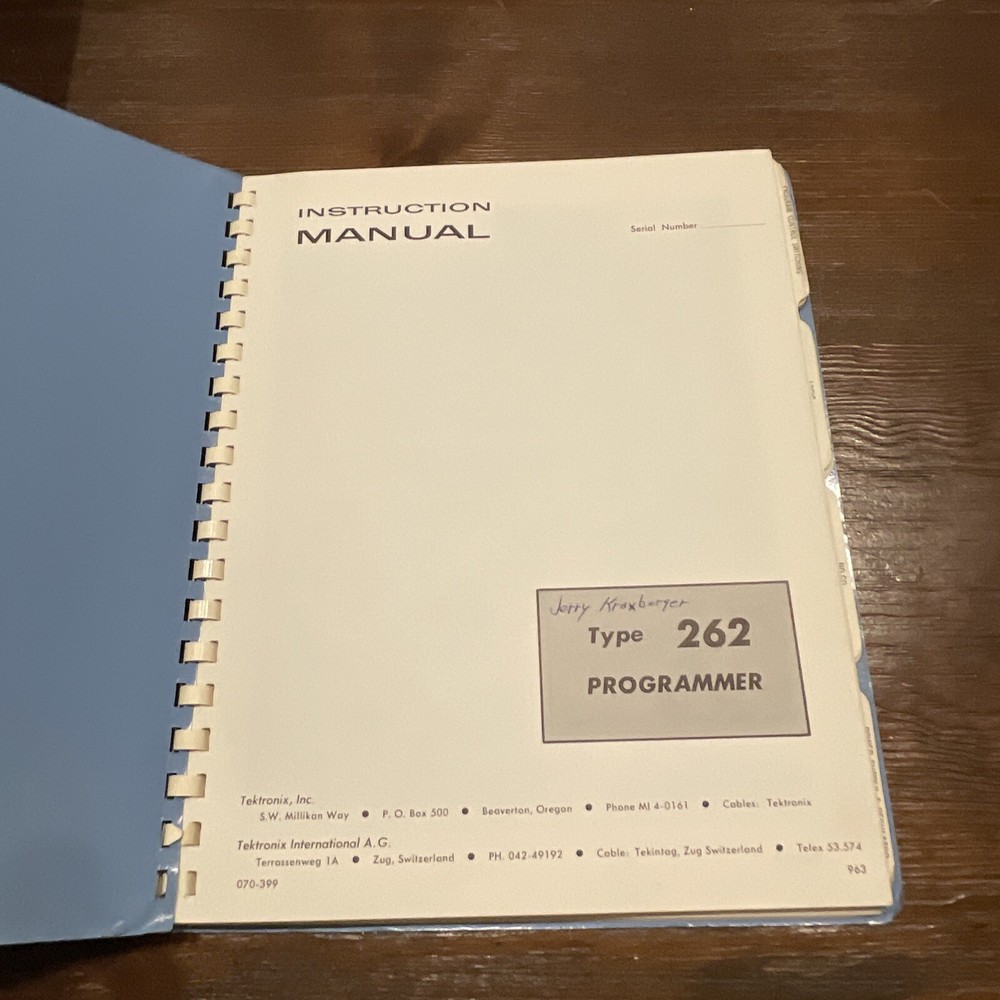 INSTRUCTION
MANUAL
Serial Number
Jerry Kraxberger
Type 262
PROGRAMMER
Tektronix, Inc.
S.W. Millikan Way ● P. O. Box 500 ● Beaverton, Oregon ● Phone MI 4-0161 ● Cables: Tektronix
Tektronix International A.G.
Terrassenweg 1A ● Zug, Switzerland ● PH. 042-49192 ● Cable: Tekintag, Zug Switzerland ● Telex 53.574
070-399
963